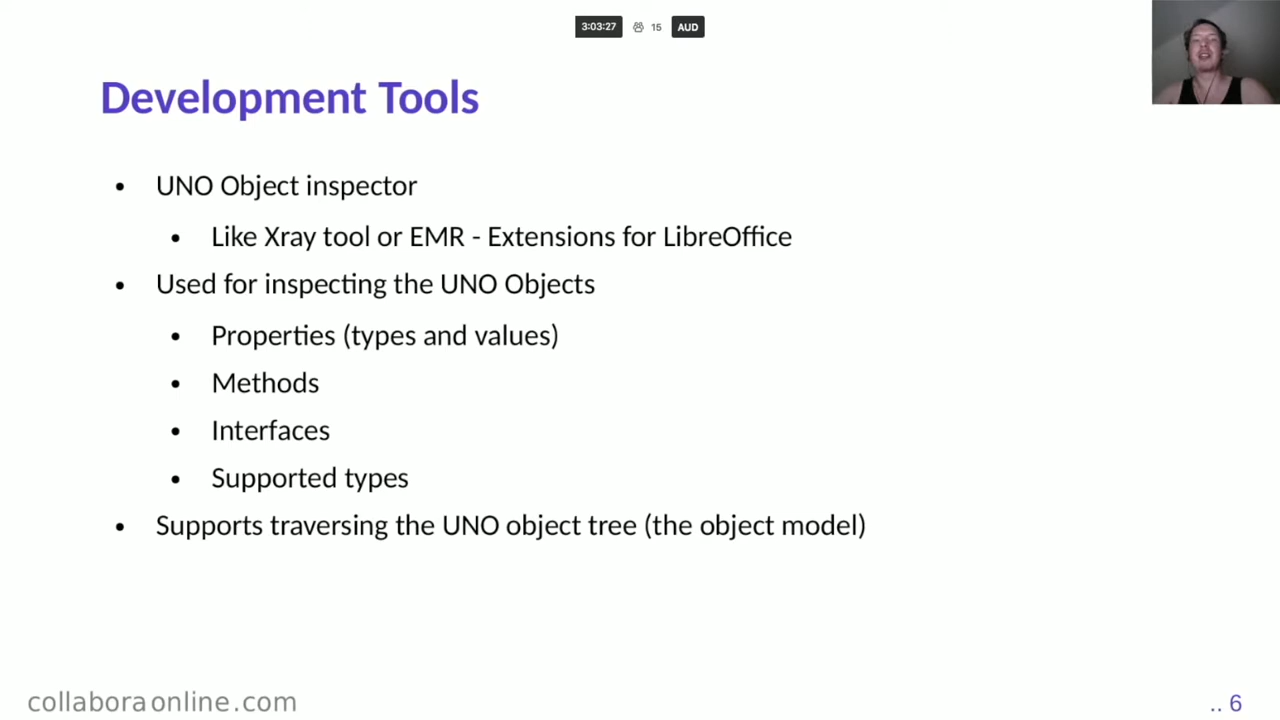 3:03:27 15 AUD
Development Tools
• UNO Object inspector
• Like Xray tool or EMR - Extensions for LibreOffice
• Used for inspecting the UNO Objects
• Properties (types and values)
• Methods
• Interfaces
• Supported types
• Supports traversing the UNO object tree (the object model)
collaboraonline.com
.. 6